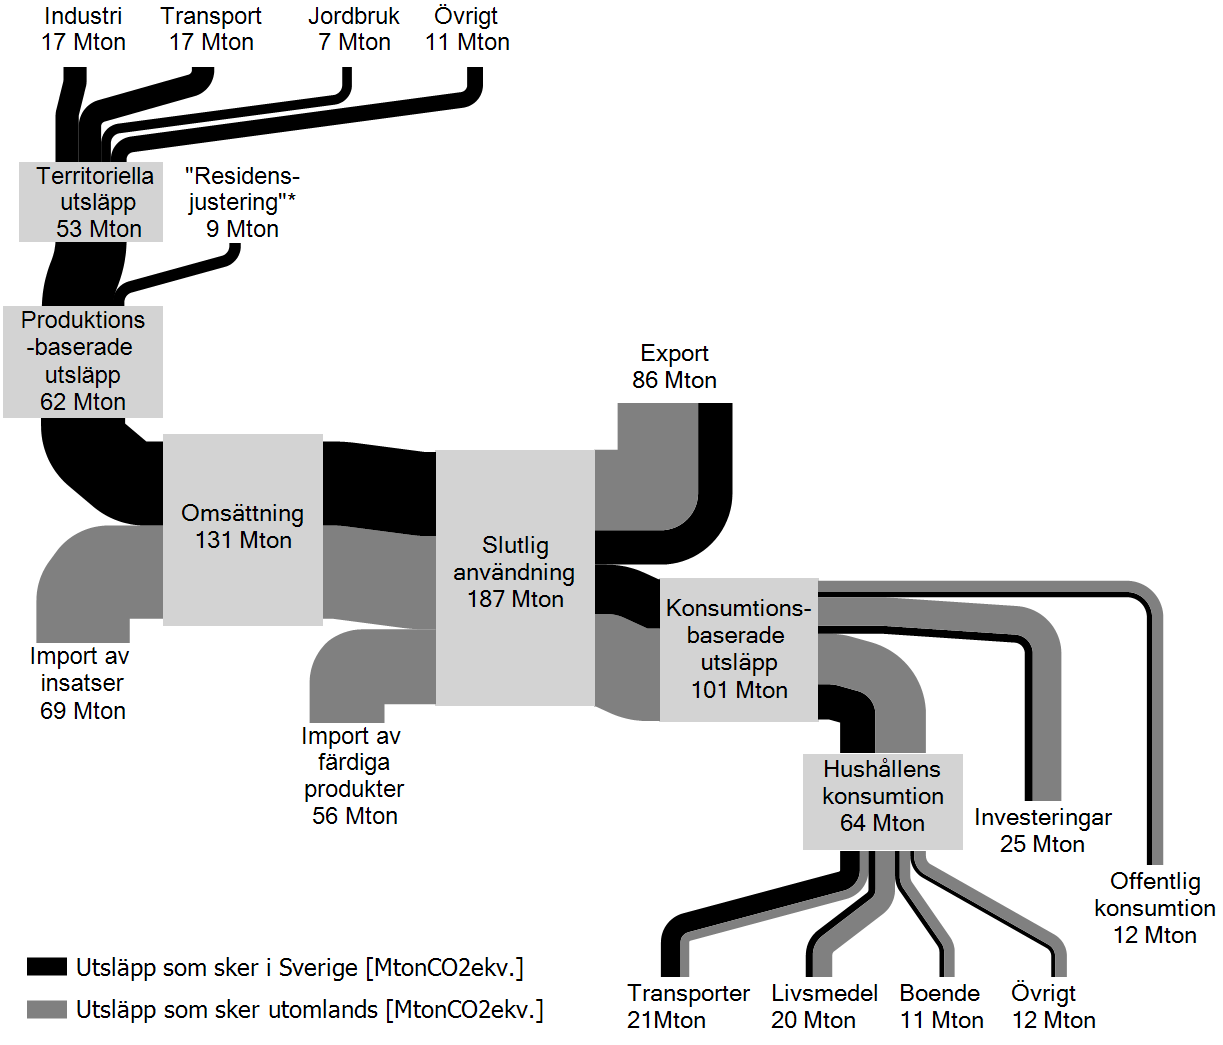 Industri
17 Mton
Transport
17 Mton
Jordbruk
7 Mton
Övrigt
11 Mton
Territoriella
utsläpp
53 Mton
"Residens-
justering"*
9 Mton
Produktions
-baserade
utsläpp
62 Mton
Export
86 Mton
Omsättning
131 Mton
Slutlig
användning
187 Mton
Konsumtions-
baserade
utsläpp
101 Mton
Import av
insatser
69 Mton
Import av
färdiga
produkter
56 Mton
Hushållens
konsumtion
64 Mton
Investeringar
25 Mton
Offentlig
konsumtion
12 Mton
Utsläpp som sker i Sverige [MtonCO2ekv.]
Utsläpp som sker utomlands [MtonCO2ekv.]
Transporter
21Mton
Livsmedel
20 Mton
Boende
11 Mton
Övrigt
12 Mton